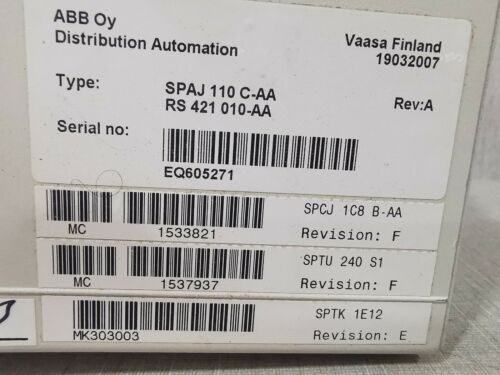 ABB Oy
Distribution Automation
Vaasa Finland
19032007
Type: SPAJ 110 C-AA
RS 421 010-AA Rev:A
Serial no:
EQ605271
SPCJ 1C8 B-AA
MC 1533821 Revision: F
SPTU 240 S1
MC 1537937 Revision: F
SPTK 1E12
MK303003 Revision: E